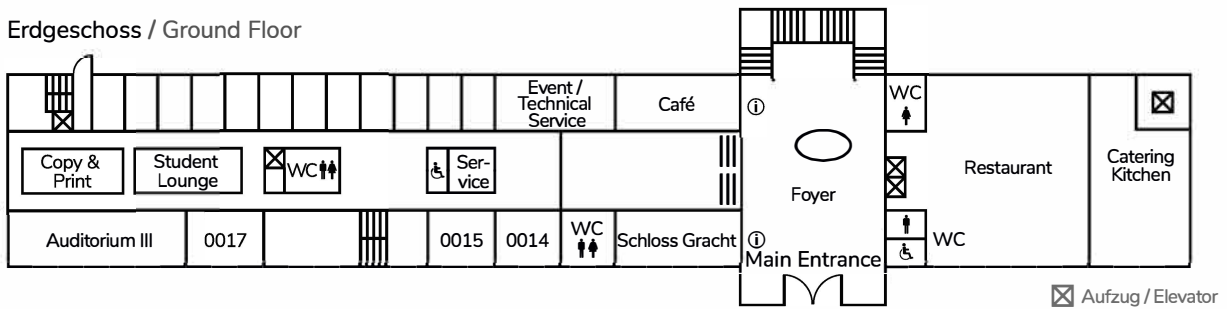 Erdgeschoss / Ground Floor
Event /
Technical
Service
Café
WC
Copy &
Print
Student
Lounge
WC
Ser-
vice
Foyer
Restaurant
Catering
Kitchen
Auditorium III
0017
0015
0014
WC
Schloss Gracht
Main Entrance
WC
Aufzug / Elevator